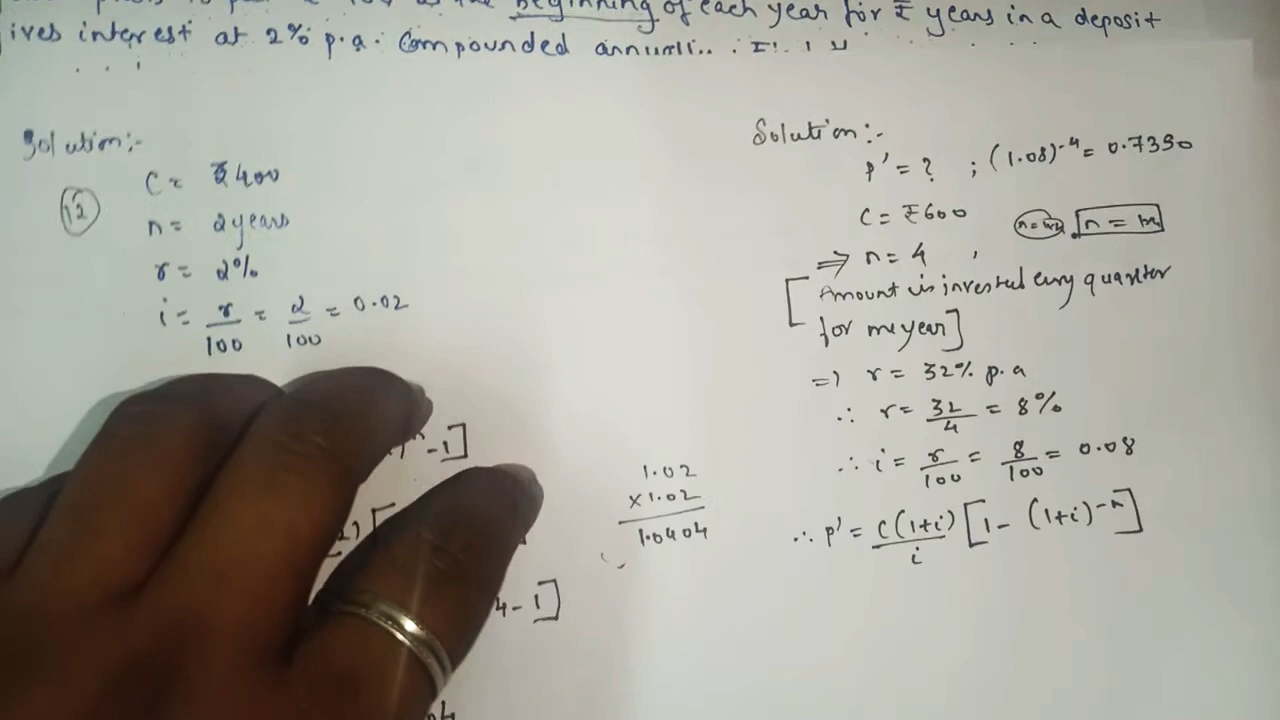 Beginning of each year for ₹ years in a deposit
ives interest at 2% p.a. Compounded
Solution:-
12
C = ₹400
n = 2 years
r = 2%
i = r/100 = 2/100 = 0.02
-1]
4-1]
1.02
×1.02
1.0404
Solution:-
P' = ? ; (1.08)^-4 = 0.7350
C = ₹600
⇒ n = 4 ,
[Amount is invested every quarter
for one year]
⇒ r = 32% p.a
∴ r = 32/4 = 8%
∴ i = r/100 = 8/100 = 0.08
∴ P' = C(1+i)/i [1 - (1+i)^-n]